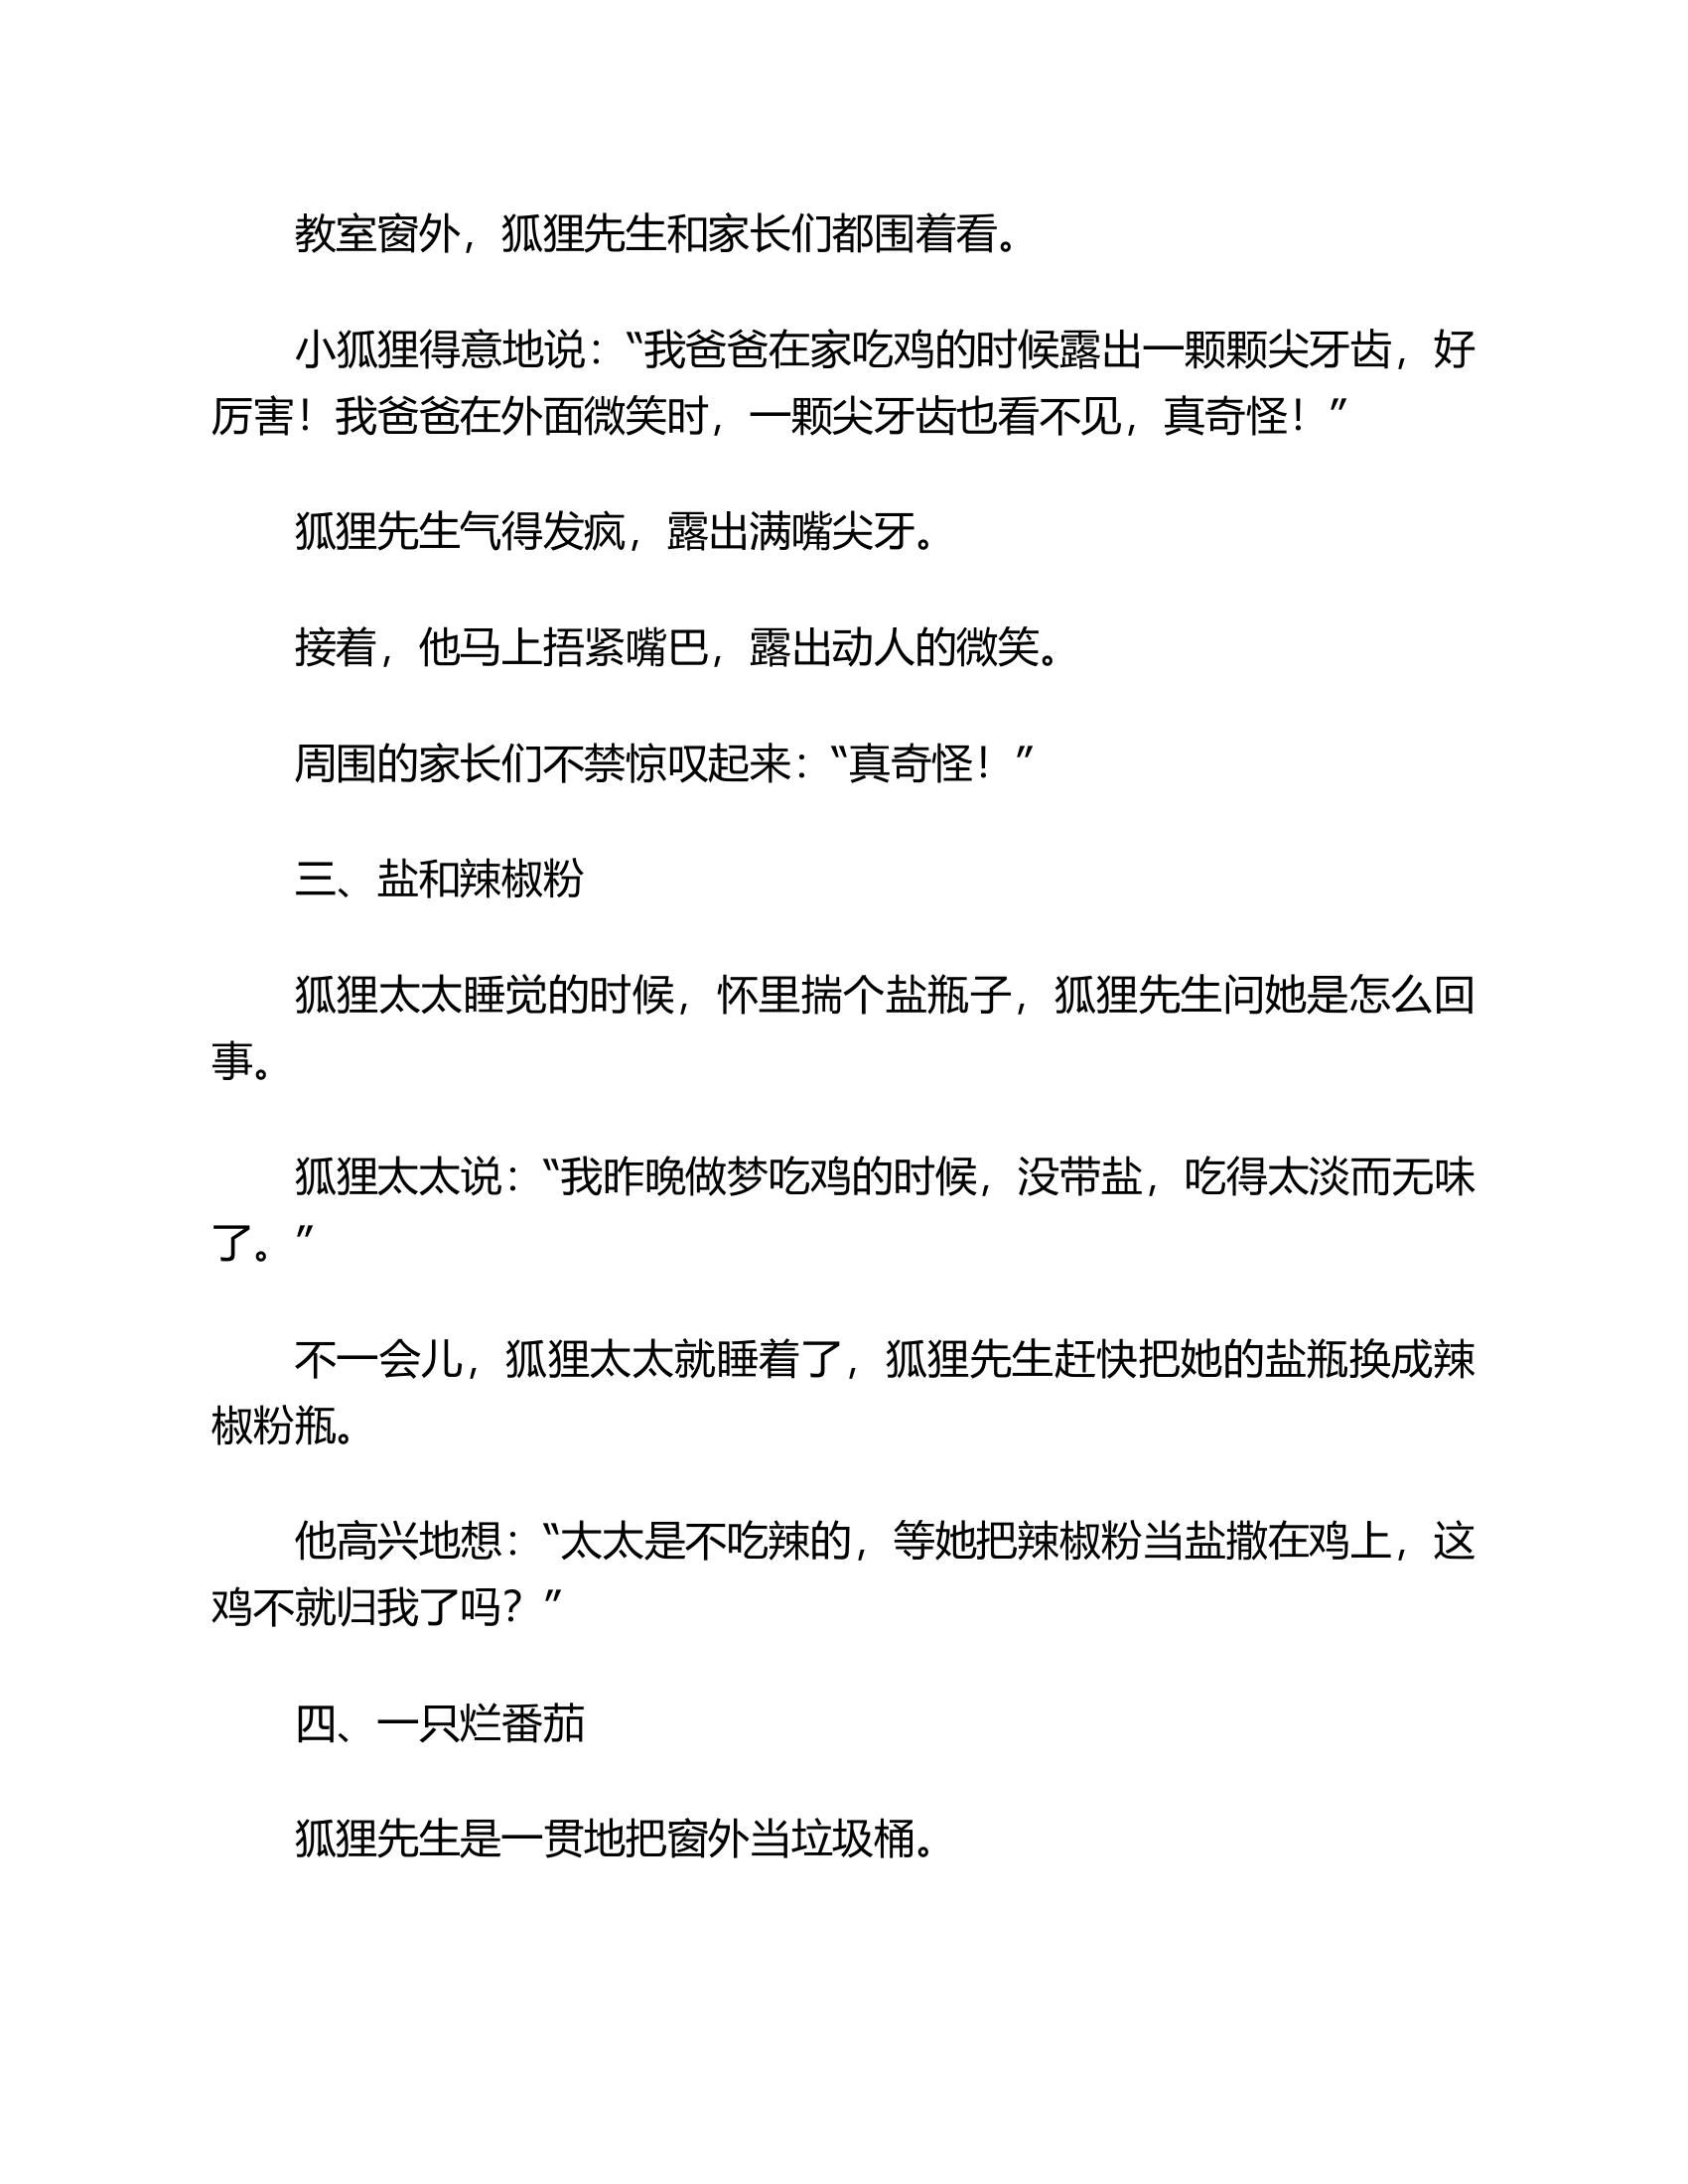 教室窗外，狐狸先生和家长们都围着看。
小狐狸得意地说：“我爸爸在家吃鸡的时候露出一颗颗尖牙齿，好
厉害！我爸爸在外面微笑时，一颗尖牙齿也看不见，真奇怪！”
狐狸先生气得发疯，露出满嘴尖牙。
接着，他马上捂紧嘴巴，露出动人的微笑。
周围的家长们不禁惊叹起来：“真奇怪！”
三、盐和辣椒粉
狐狸太太睡觉的时候，怀里揣个盐瓶子，狐狸先生问她是怎么回
事。
狐狸太太说：“我昨晚做梦吃鸡的时候，没带盐，吃得太淡而无味
了。”
不一会儿，狐狸太太就睡着了，狐狸先生赶快把她的盐瓶换成辣
椒粉瓶。
他高兴地想：“太太是不吃辣的，等她把辣椒粉当盐撒在鸡上，这
鸡不就归我了吗？”
四、一只烂番茄
狐狸先生是一贯地把窗外当垃圾桶。